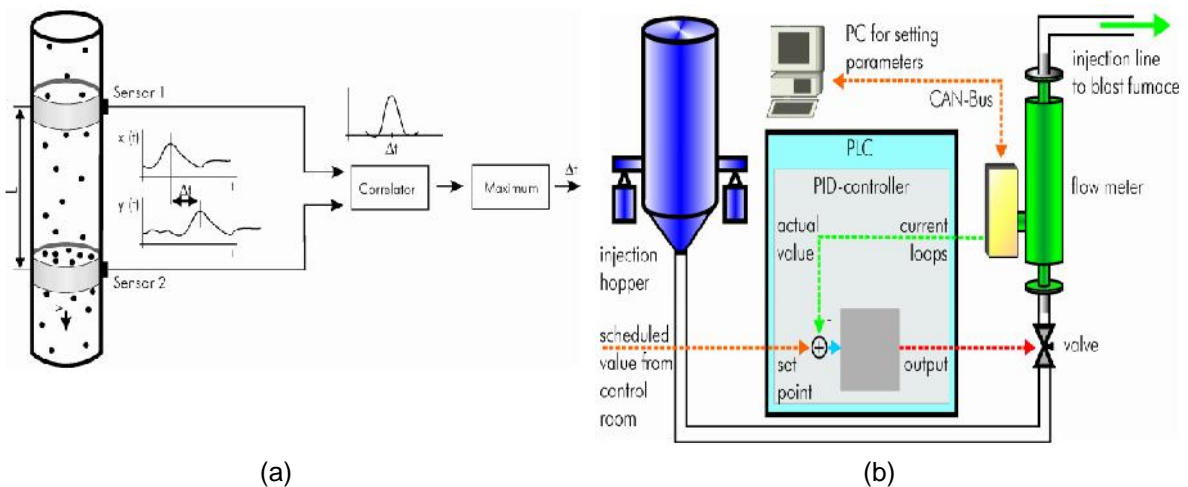 Sensor 1
x (t)
t
Δt
L
y (t)
t
Sensor 2
v
Δt
Correlator
Maximum
Δt
(a)
PC for setting
parameters
CAN-Bus
injection line
to blast furnace
PLC
PID-controller
flow meter
actual
value
current
loops
injection
hopper
-
+
scheduled
value from
control
room
set
point
output
valve
(b)